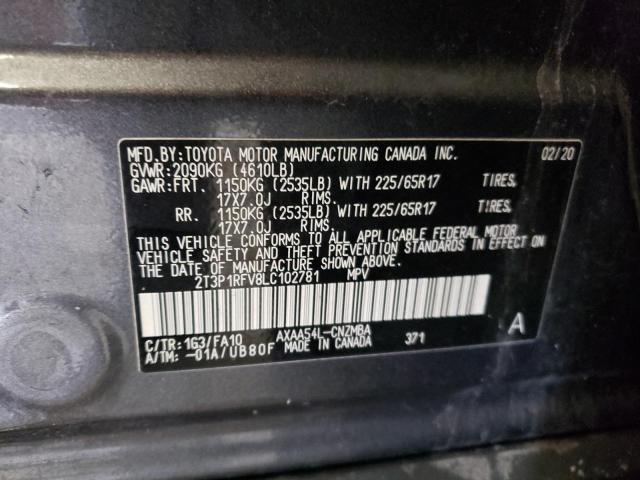 MFD.BY:TOYOTA MOTOR MANUFACTURING CANADA INC. 02/20
GVWR:2090KG (4610LB)
GAWR:FRT. 1150KG (2535LB) WITH 225/65R17 TIRES,
17X7.0J RIMS.
RR. 1150KG (2535LB) WITH 225/65R17 TIRES,
17X7.0J RIMS.
THIS VEHICLE CONFORMS TO ALL APPLICABLE FEDERAL MOTOR
VEHICLE SAFETY AND THEFT PREVENTION STANDARDS IN EFFECT ON
THE DATE OF MANUFACTURE SHOWN ABOVE.
2T3P1RFV8LC102781 MPV
C/TR:1G3/FA10 AXAA54L-CNZMBA 371 A
A/TM:-01A/UB80F MADE IN CANADA